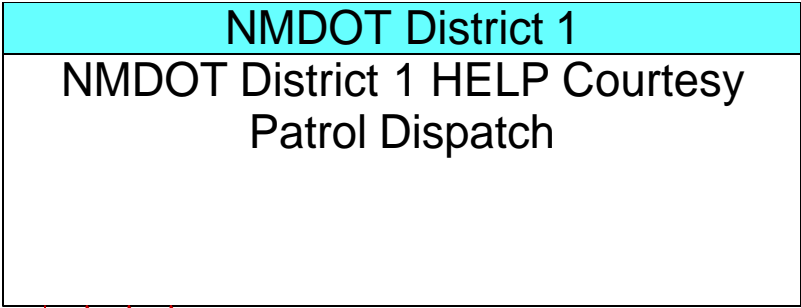 NMDOT District 1
NMDOT District 1 HELP Courtesy
Patrol Dispatch